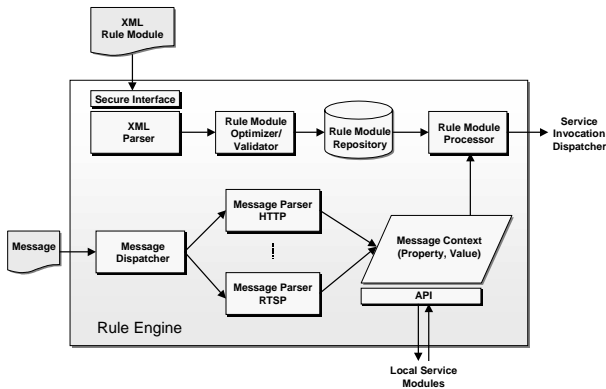 XML
Rule Module
Secure Interface
XML
Parser
Rule Module
Optimizer/
Validator
Rule Module
Repository
Rule Module
Processor
Service
Invocation
Dispatcher
Message Parser
HTTP
Message
Message
Dispatcher
Message Context
(Property, Value)
Message Parser
RTSP
API
Rule Engine
Local Service
Modules